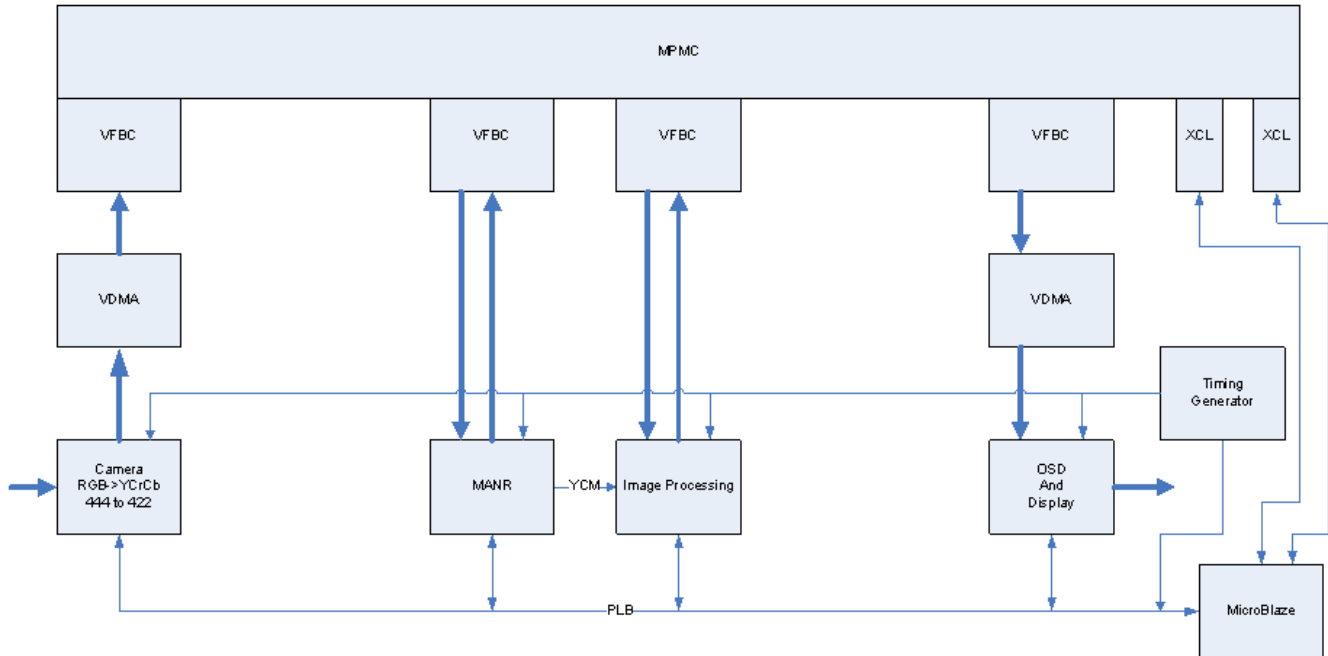 MPMC
VFBC
VFBC
VFBC
VFBC
XCL
XCL
VDMA
VDMA
Timing
Generator
Camera
RGB->YCrCb
444 to 422
MANR
YCM
Image Processing
OSD
And
Display
PLB
MicroBlaze